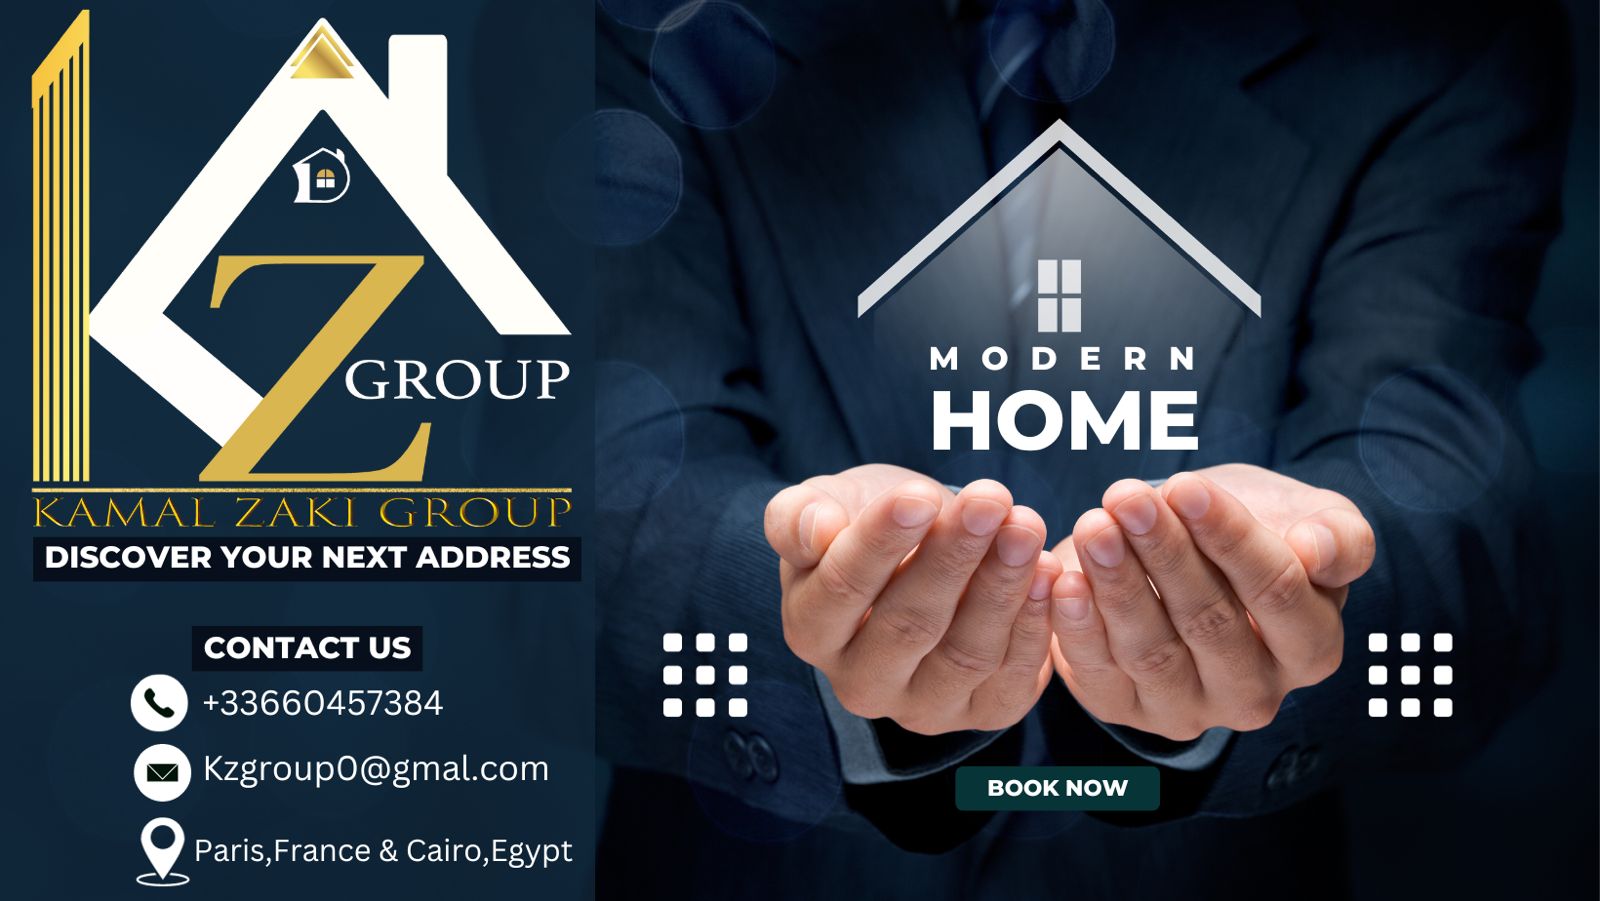 Z
GROUP
KAMAL ZAKI GROUP
DISCOVER YOUR NEXT ADDRESS
CONTACT US
+33660457384
Kzgroup0@gmal.com
Paris,France & Cairo,Egypt
MODERN
HOME
BOOK NOW